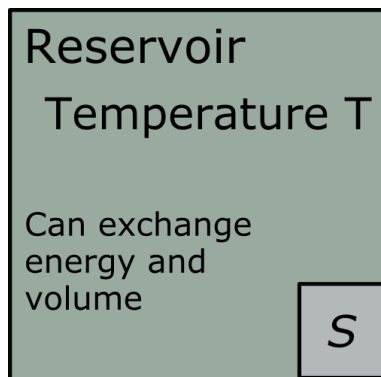 Reservoir
Temperature T
Can exchange
energy and
volume
S